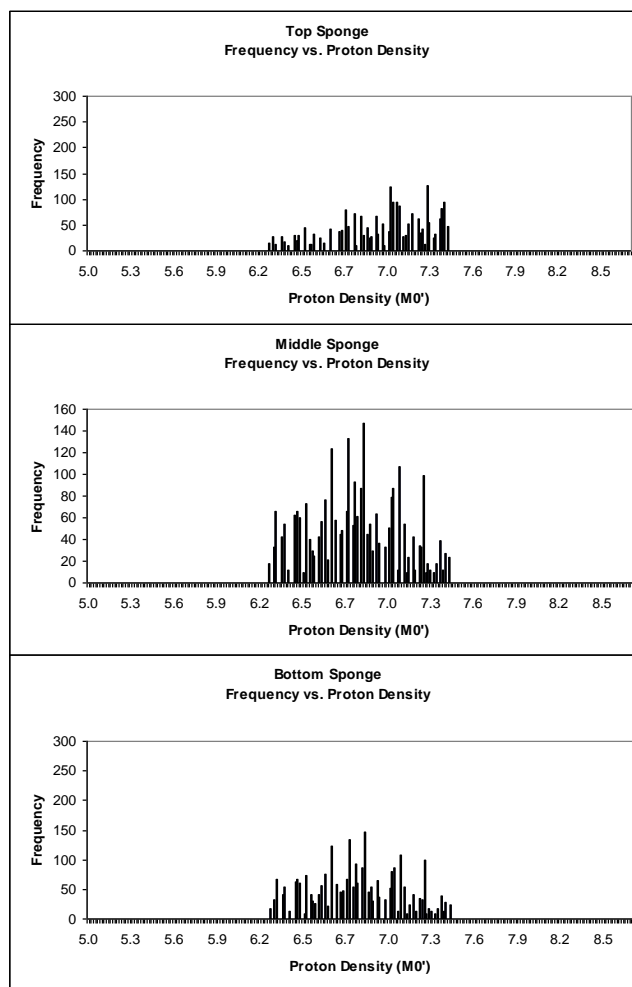 Top Sponge
Frequency vs. Proton Density
300
250
200
150
100
50
0
Frequency
5.0 5.3 5.6 5.9 6.2 6.5 6.7 7.0 7.3 7.6 7.9 8.2 8.5
Proton Density (M0')
Middle Sponge
Frequency vs. Proton Density
160
140
120
100
80
60
40
20
0
Frequency
5.0 5.3 5.6 5.9 6.2 6.5 6.7 7.0 7.3 7.6 7.9 8.2 8.5
Proton Density (M0')
Bottom Sponge
Frequency vs. Proton Density
300
250
200
150
100
50
0
Frequency
5.0 5.3 5.6 5.9 6.2 6.5 6.7 7.0 7.3 7.6 7.9 8.2 8.5
Proton Density (M0')